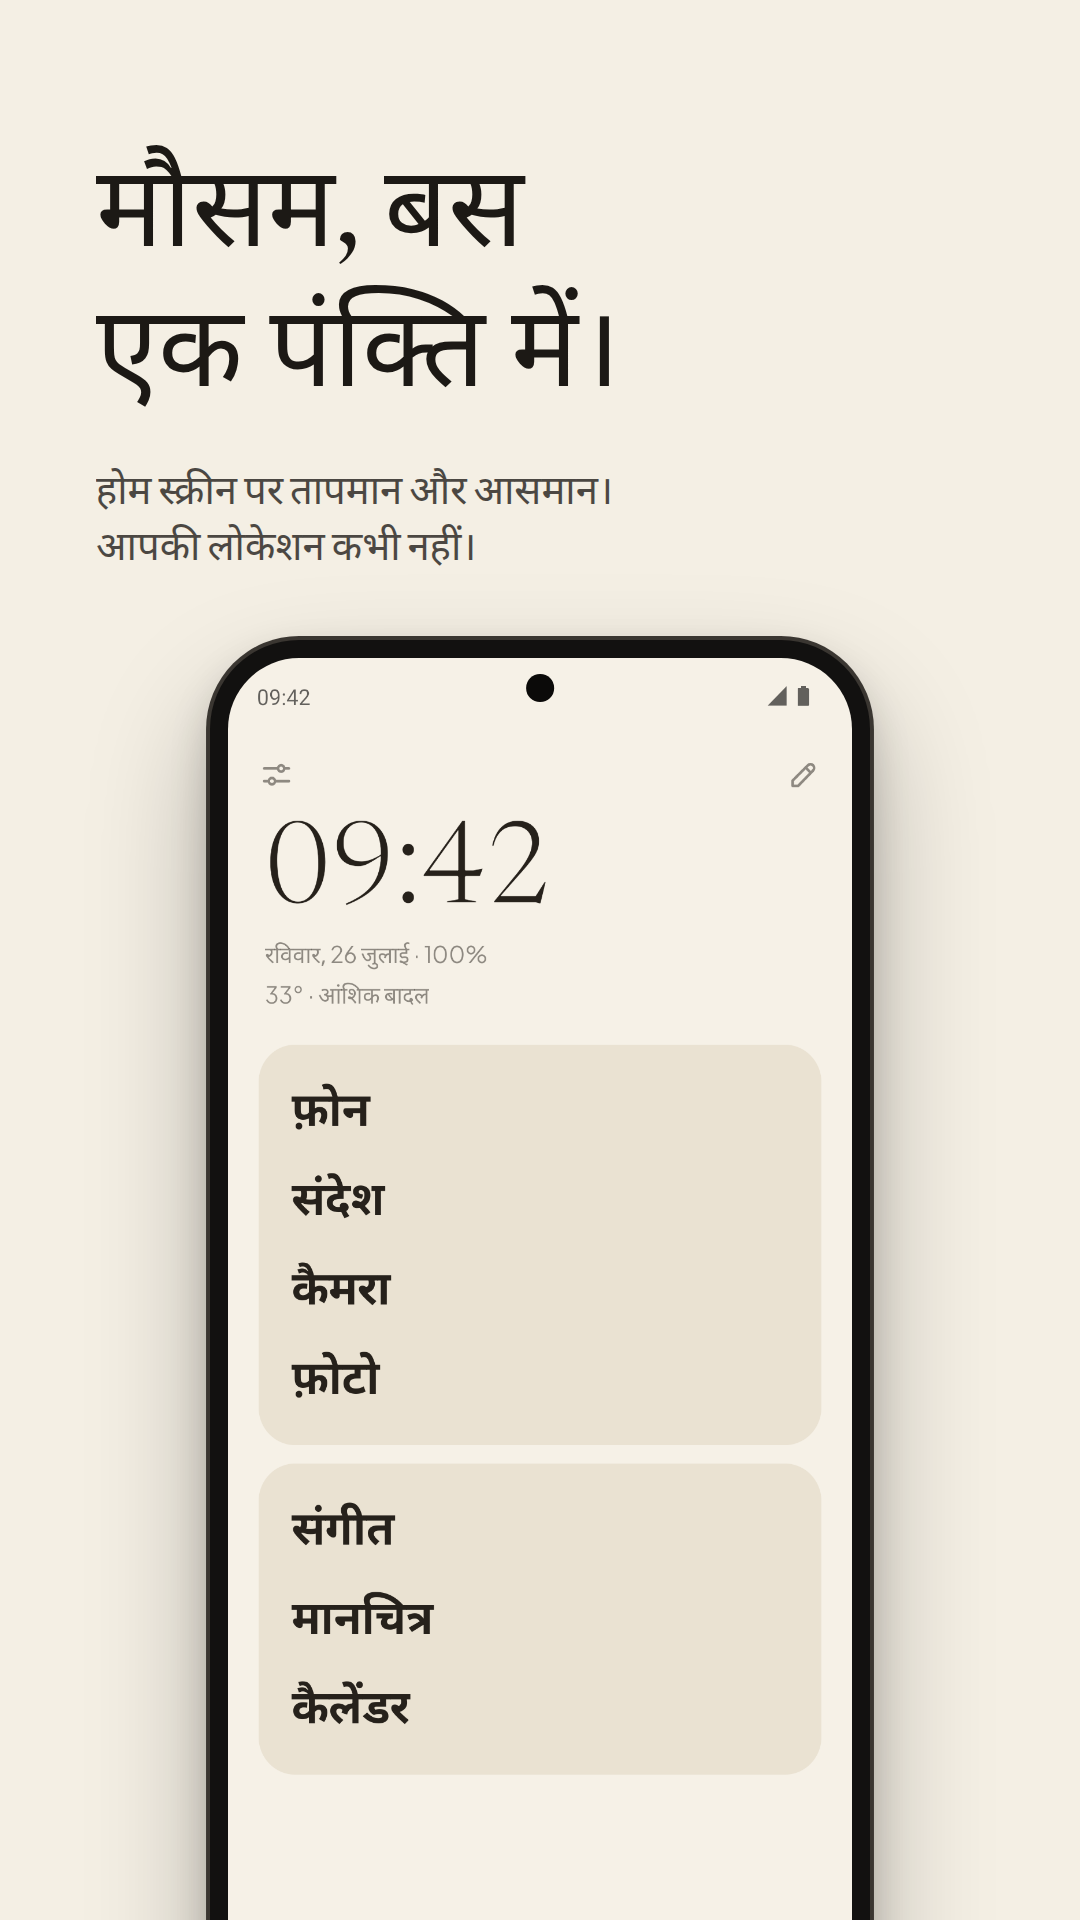 मौसम, बस
एक पंक्ति में।
होम स्क्रीन पर तापमान और आसमान।
आपकी लोकेशन कभी नहीं।
09:42
09:42
रविवार, 26 जुलाई · 100%
33° · आंशिक बादल
फ़ोन
संदेश
कैमरा
फ़ोटो
संगीत
मानचित्र
कैलेंडर